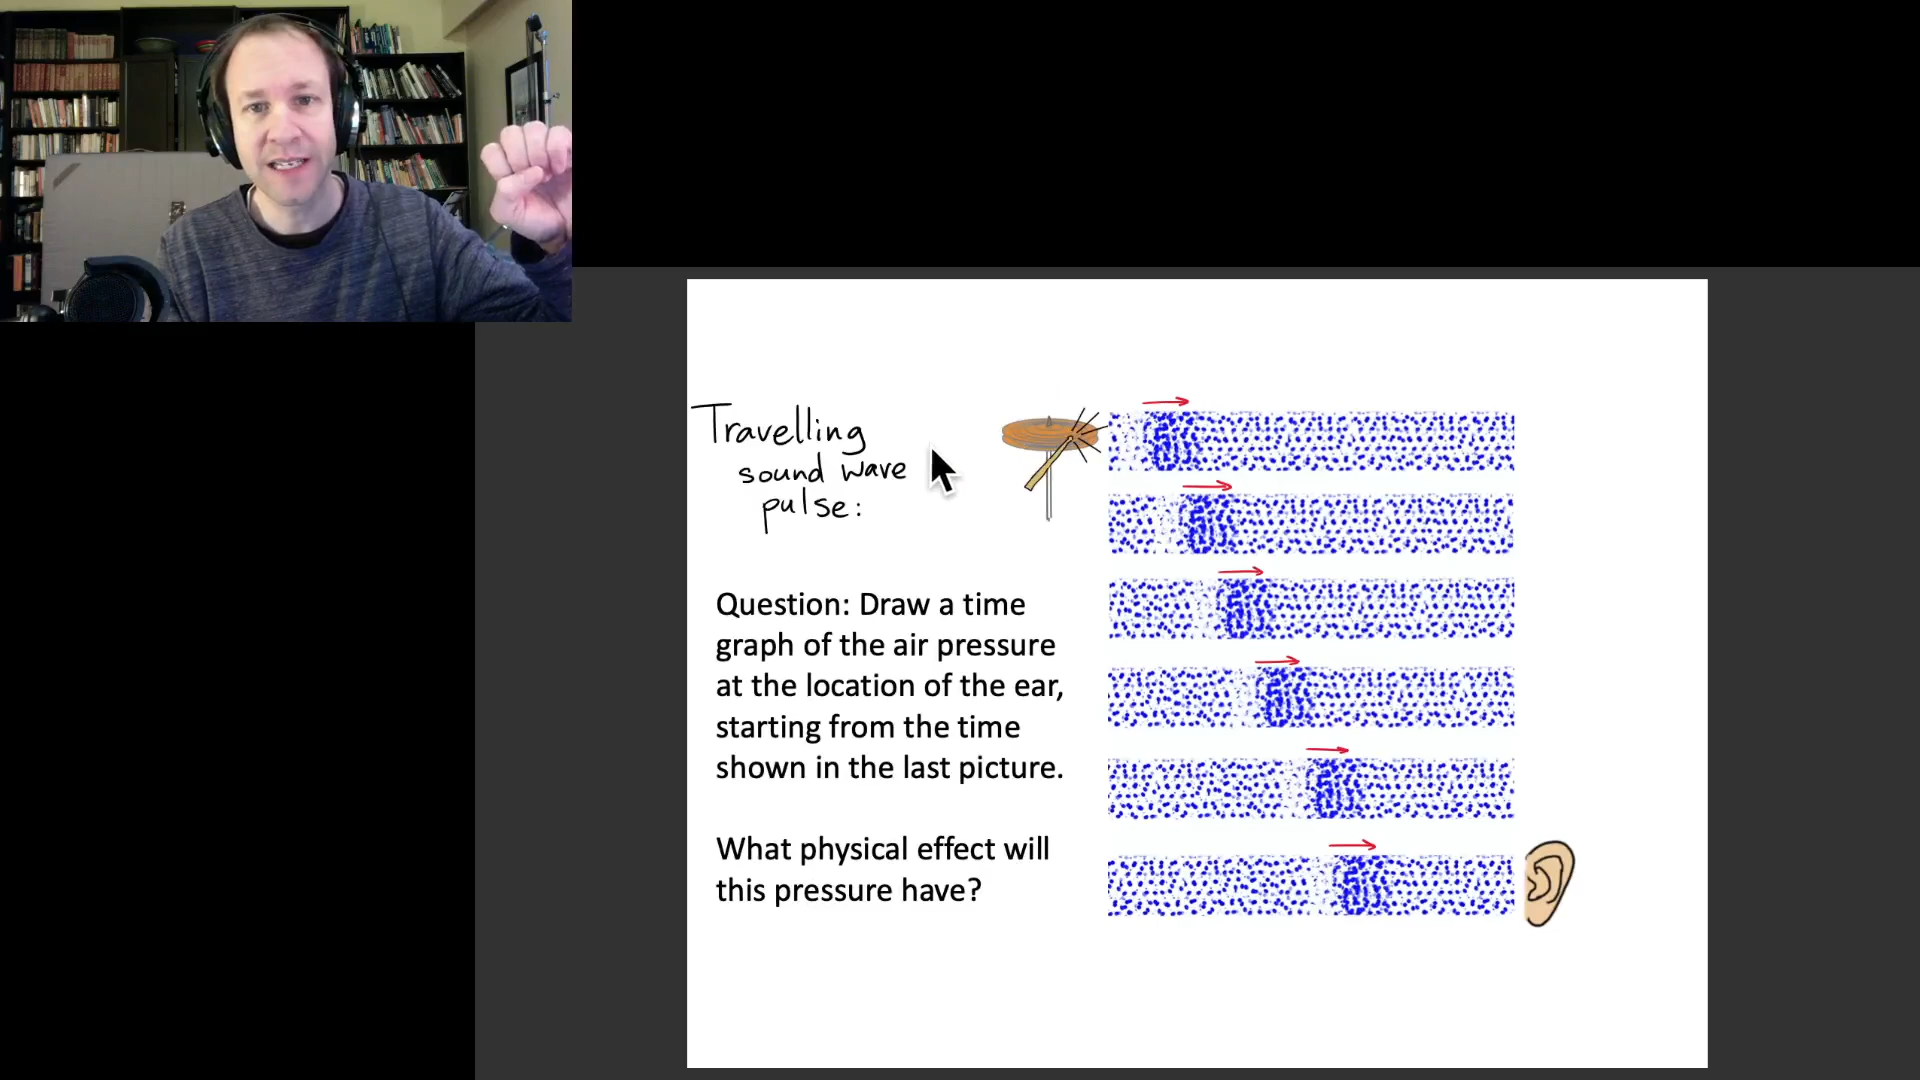 Travelling
sound wave
pulse:
Question: Draw a time
graph of the air pressure
at the location of the ear,
starting from the time
shown in the last picture.
What physical effect will
this pressure have?